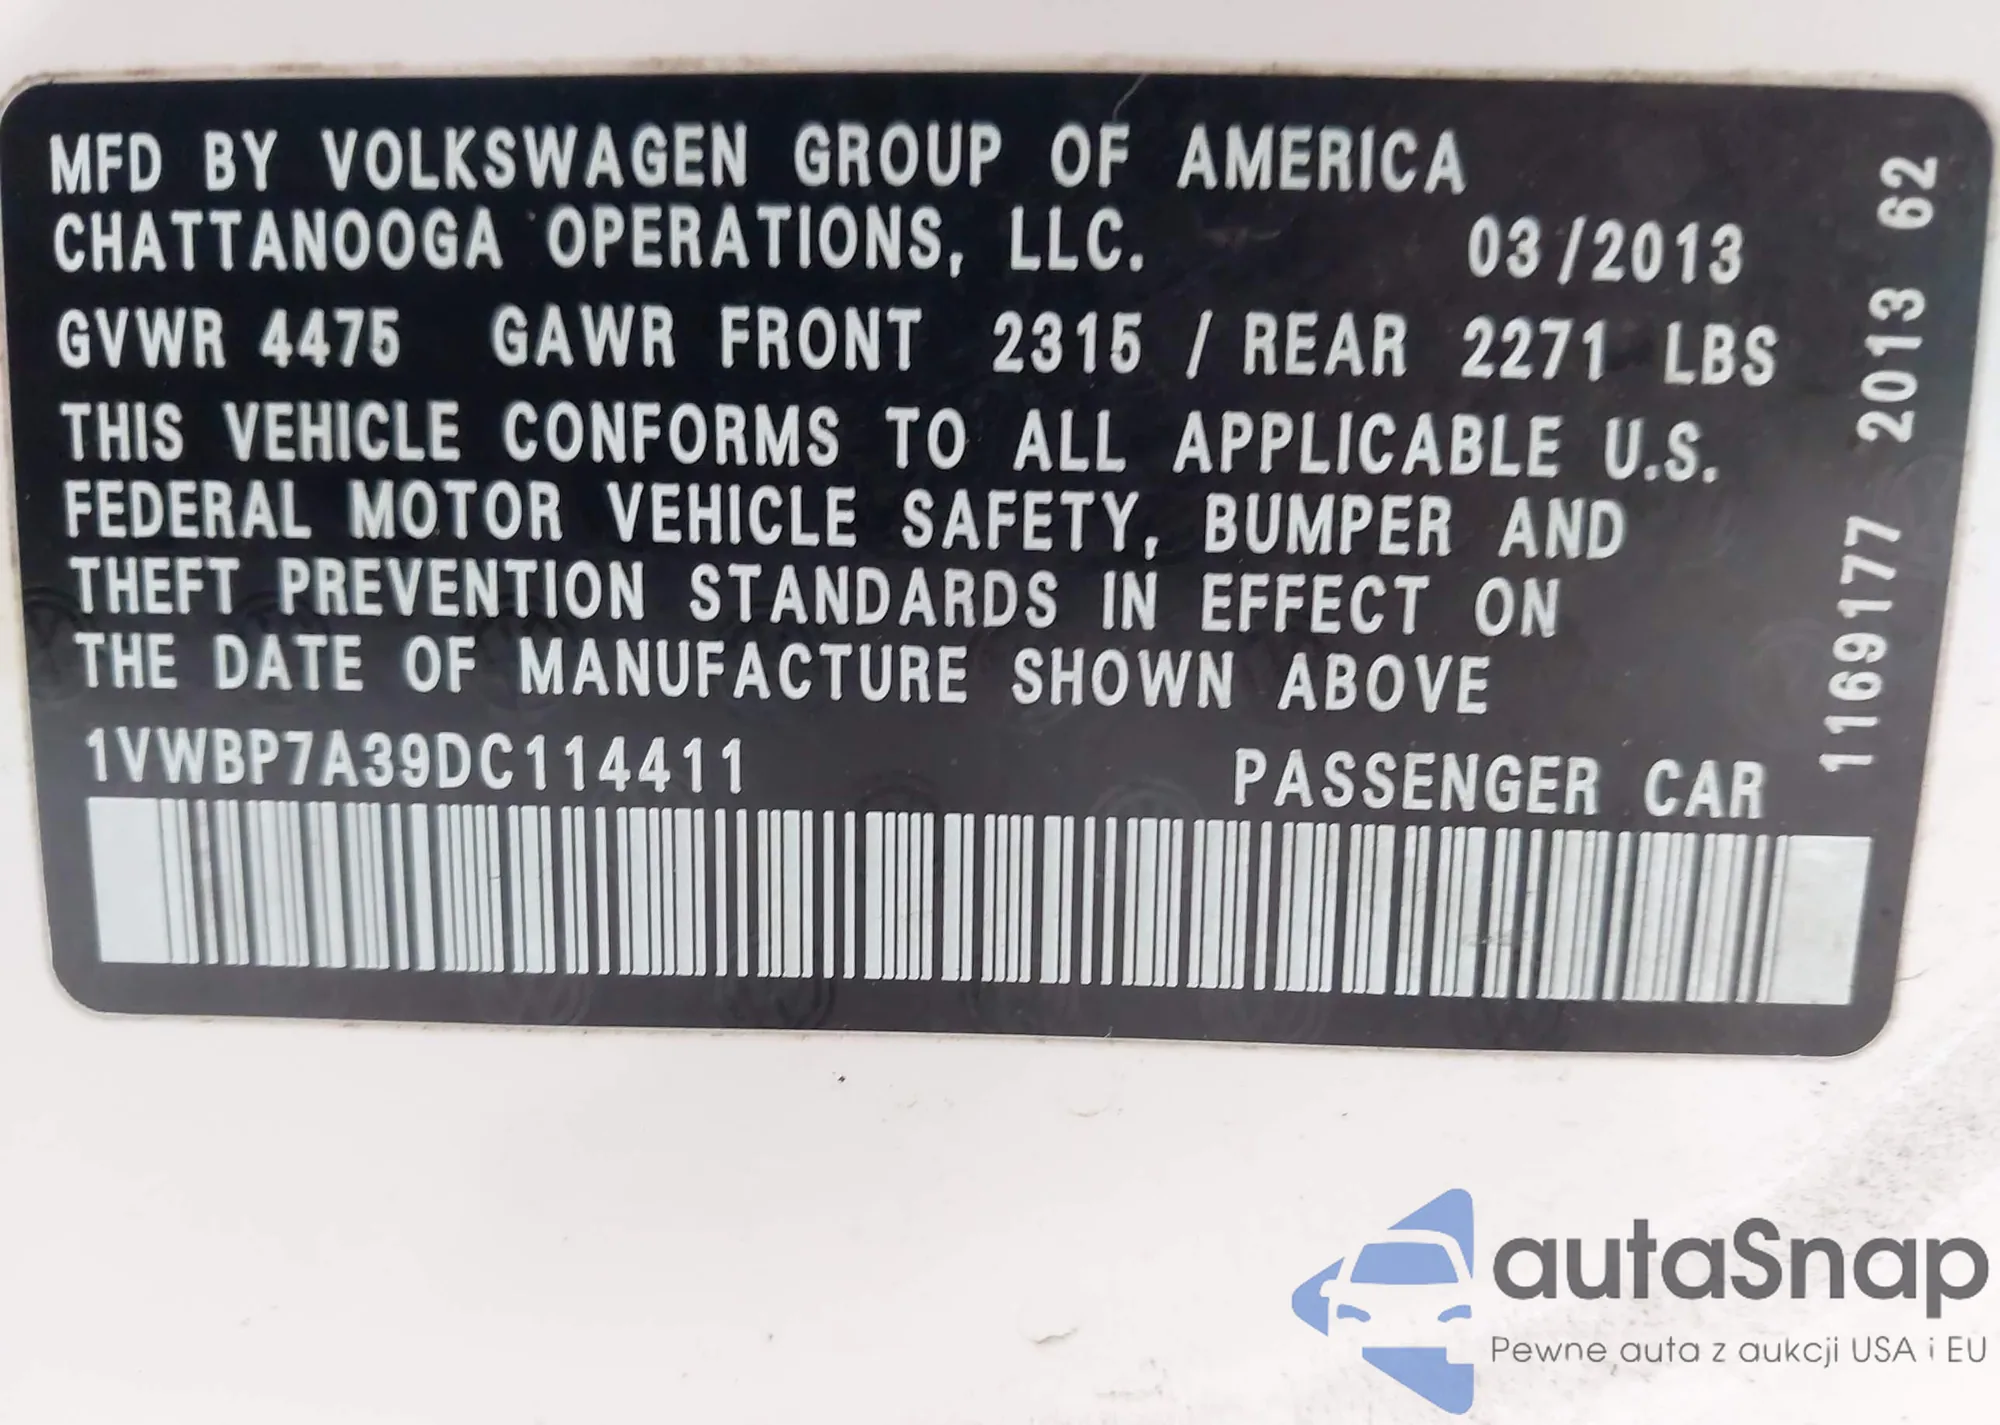 MFD BY VOLKSWAGEN GROUP OF AMERICA
CHATTANOOGA OPERATIONS, LLC. 03/2013
GVWR 4475 GAWR FRONT 2315 / REAR 2271 LBS
THIS VEHICLE CONFORMS TO ALL APPLICABLE U.S.
FEDERAL MOTOR VEHICLE SAFETY, BUMPER AND
THEFT PREVENTION STANDARDS IN EFFECT ON
THE DATE OF MANUFACTURE SHOWN ABOVE
1VWBP7A39DC114411 PASSENGER CAR
1169177 2013 62
autaSnap
Pewne auta z aukcji USA i EU